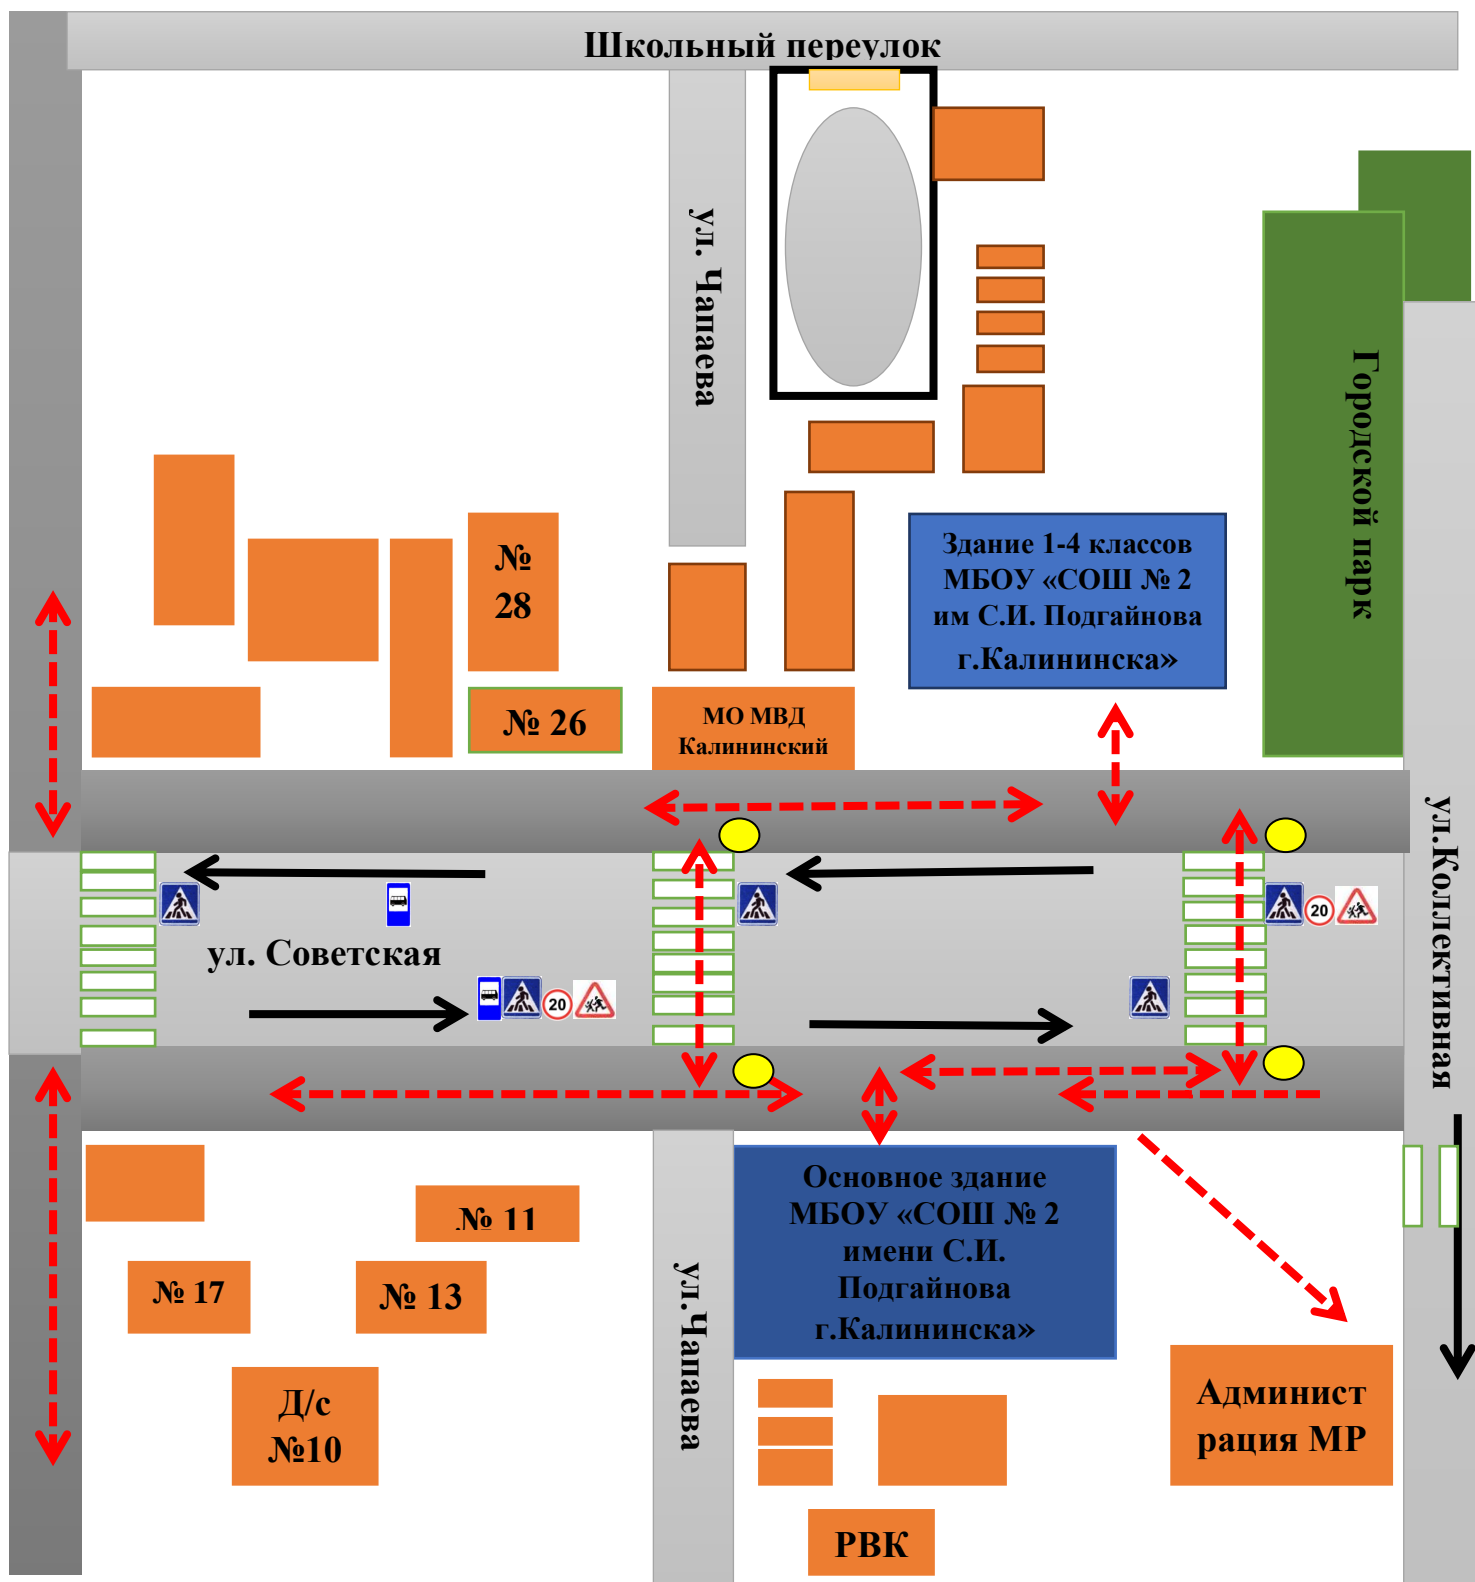 Школьный переулок
ул. Чапаева
Городской парк
№
28
Здание 1-4 классов
МБОУ «СОШ № 2
им С.И. Подгайнова
г.Калининска»
№ 26
МО МВД
Калининский
ул.Коллективная
20
ул. Советская
20
Основное здание
МБОУ «СОШ № 2
имени С.И.
Подгайнова
г.Калининска»
№ 11
№ 17
№ 13
ул.Чапаева
Д/с
№10
Админист
рация МР
РВК